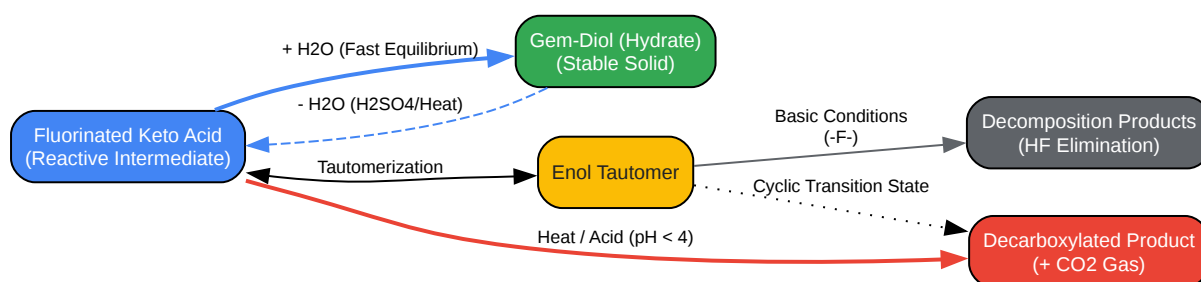 + H2O (Fast Equilibrium)
Gem-Diol (Hydrate)
(Stable Solid)
- H2O (H2SO4/Heat)
Fluorinated Keto Acid
(Reactive Intermediate)
Tautomerization
Enol Tautomer
Basic Conditions
(-F-)
Decomposition Products
(HF Elimination)
Cyclic Transition State
Heat / Acid (pH < 4)
Decarboxylated Product
(+ CO2 Gas)